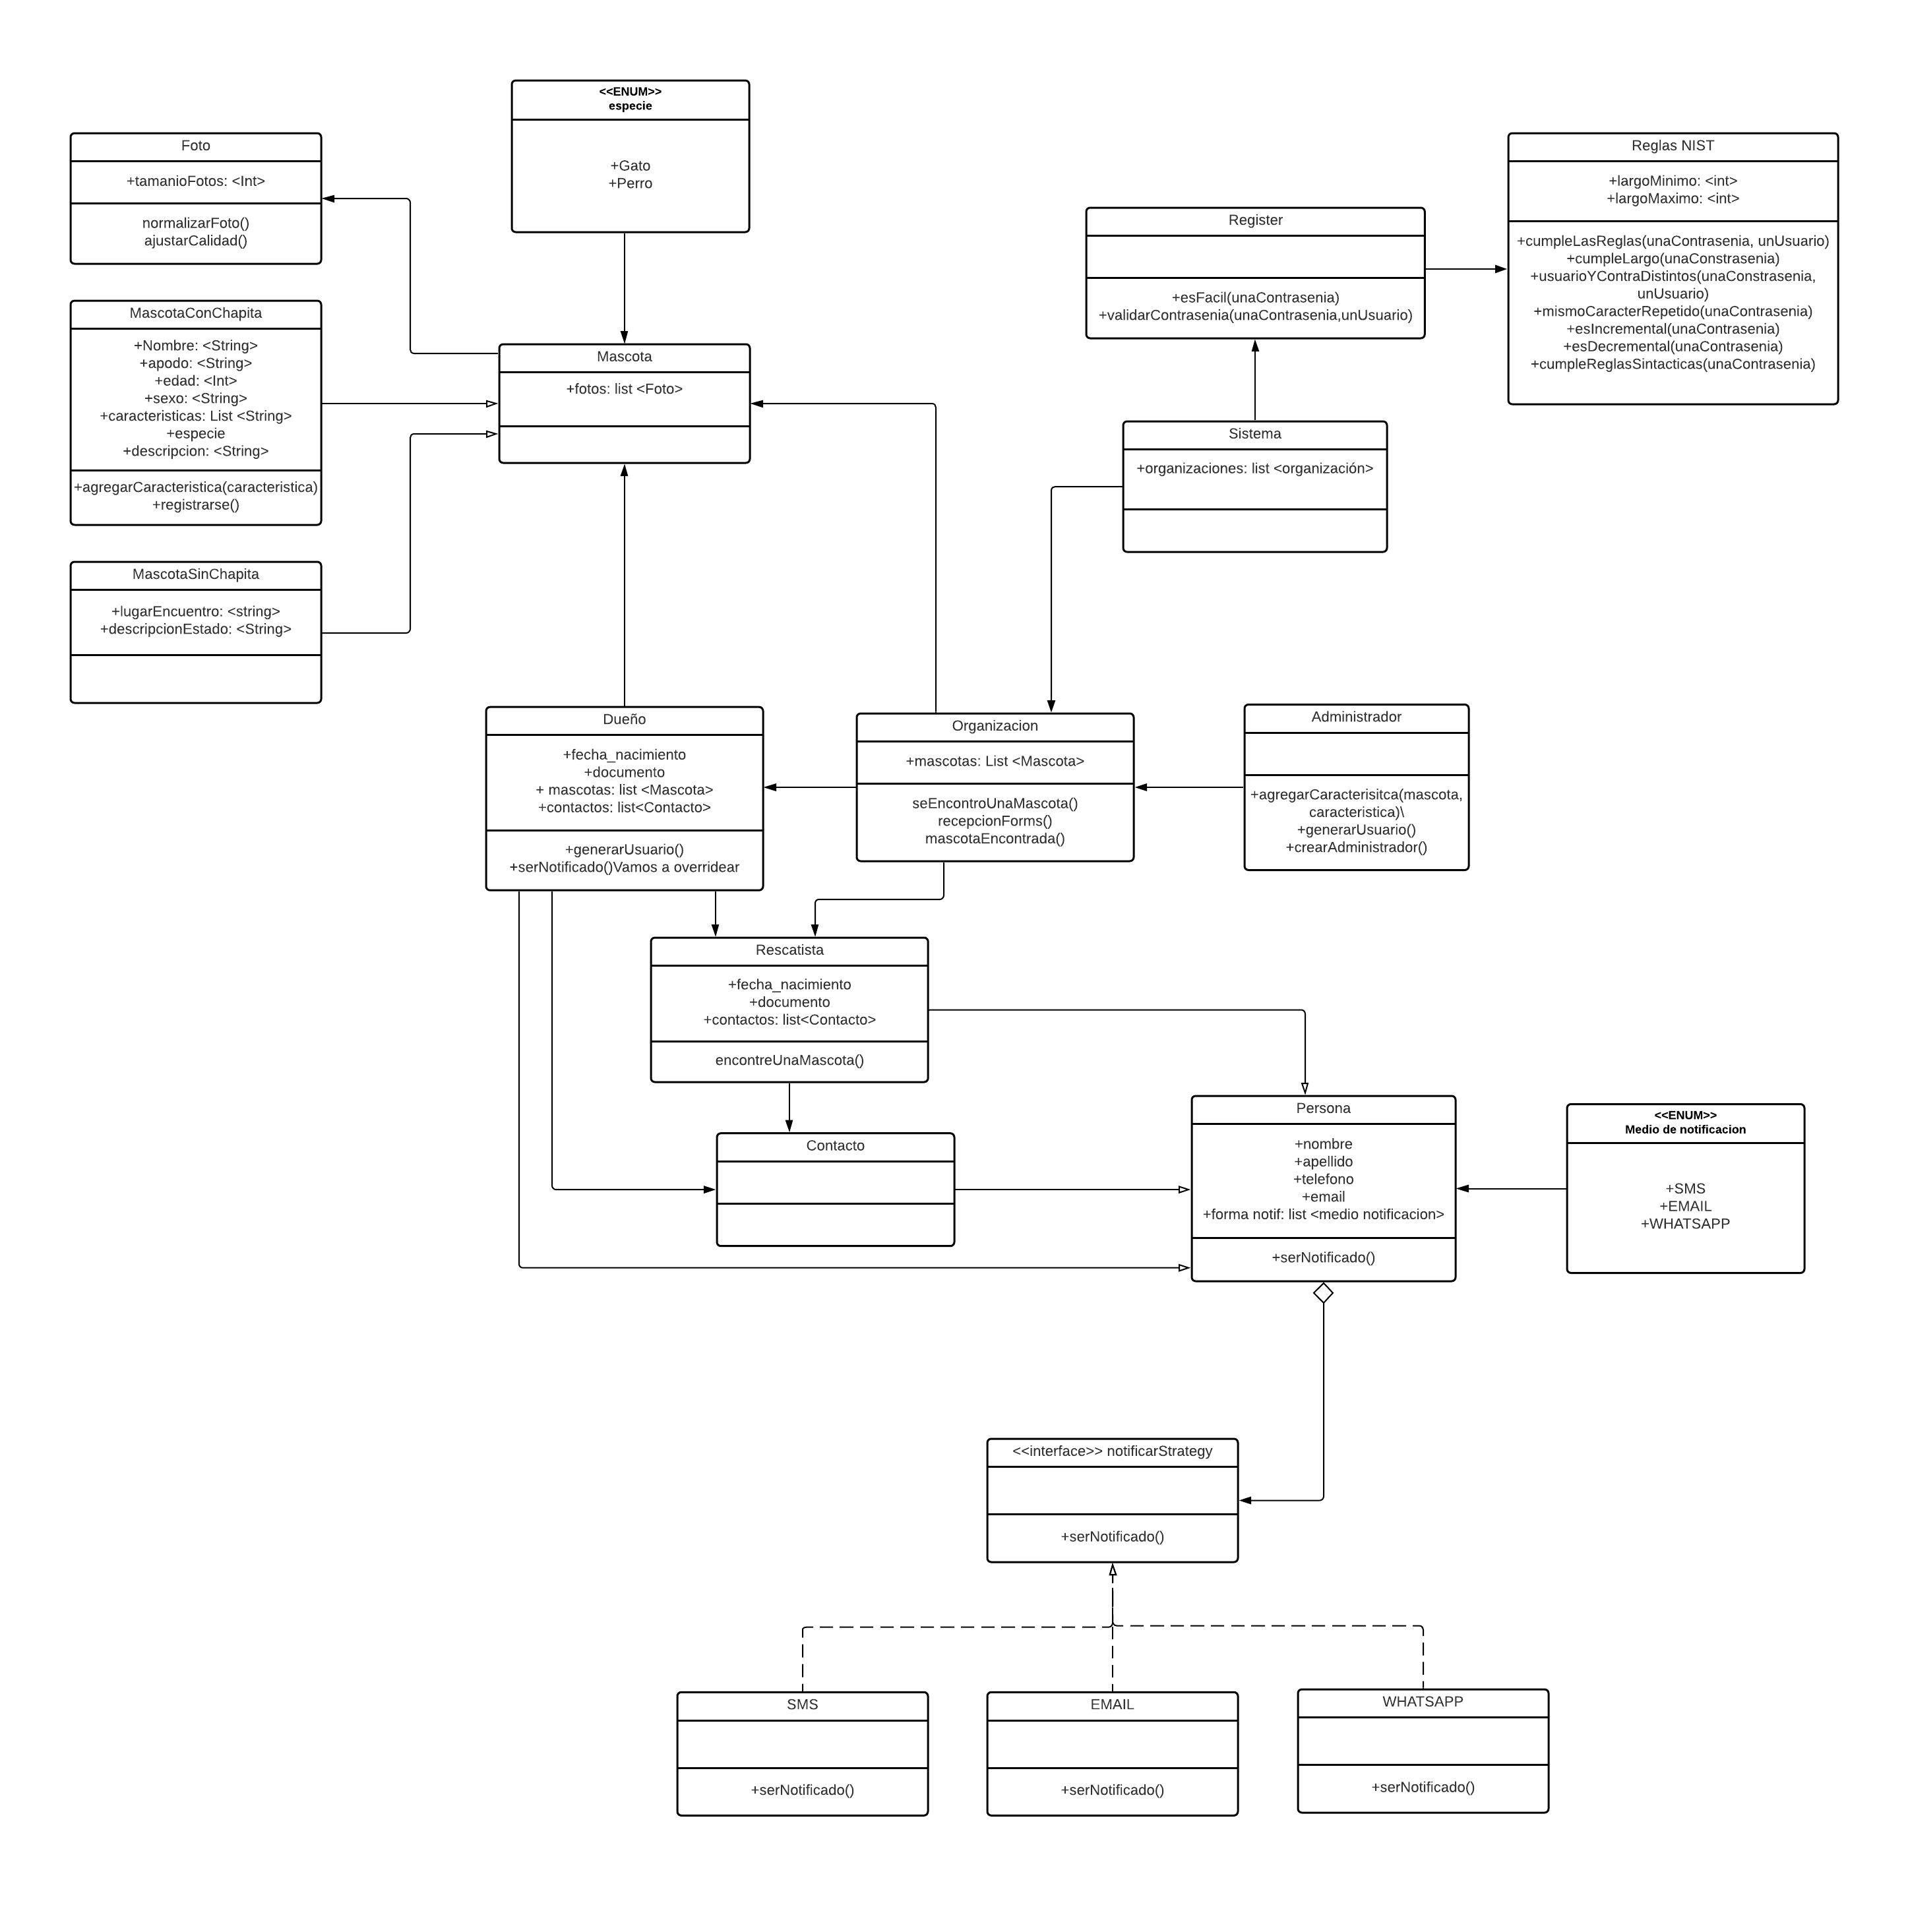 <<ENUM>>
especie
+Gato
+Perro
Foto
+tamanioFotos: <Int>
normalizarFoto()
ajustarCalidad()
Reglas NIST
+largoMinimo: <int>
+largoMaximo: <int>
+cumpleLasReglas(unaContrasenia, unUsuario)
+cumpleLargo(unaConstrasenia)
+usuarioYContraDistintos(unaConstrasenia,
unUsuario)
+mismoCaracterRepetido(unaContrasenia)
+esIncremental(unaContrasenia)
+esDecremental(unaContrasenia)
+cumpleReglasSintacticas(unaContrasenia)
Register
+esFacil(unaContrasenia)
+validarContrasenia(unaContrasenia,unUsuario)
MascotaConChapita
+Nombre: <String>
+apodo: <String>
+edad: <Int>
+sexo: <String>
+caracteristicas: List <String>
+especie
+descripcion: <String>
+agregarCaracteristica(caracteristica)
+registrarse()
Mascota
+fotos: list <Foto>
Sistema
+organizaciones: list <organización>
MascotaSinChapita
+lugarEncuentro: <string>
+descripcionEstado: <String>
Dueño
+fecha_nacimiento
+documento
+ mascotas: list <Mascota>
+contactos: list<Contacto>
+generarUsuario()
+serNotificado()Vamos a overridear
Organizacion
+mascotas: List <Mascota>
seEncontroUnaMascota()
recepcionForms()
mascotaEncontrada()
Administrador
+agregarCaracterisitca(mascota,
caracteristica)\
+generarUsuario()
+crearAdministrador()
Rescatista
+fecha_nacimiento
+documento
+contactos: list<Contacto>
encontreUnaMascota()
Contacto
Persona
+nombre
+apellido
+telefono
+email
+forma notif: list <medio notificacion>
+serNotificado()
<<ENUM>>
Medio de notificacion
+SMS
+EMAIL
+WHATSAPP
<<interface>> notificarStrategy
+serNotificado()
SMS
+serNotificado()
EMAIL
+serNotificado()
WHATSAPP
+serNotificado()